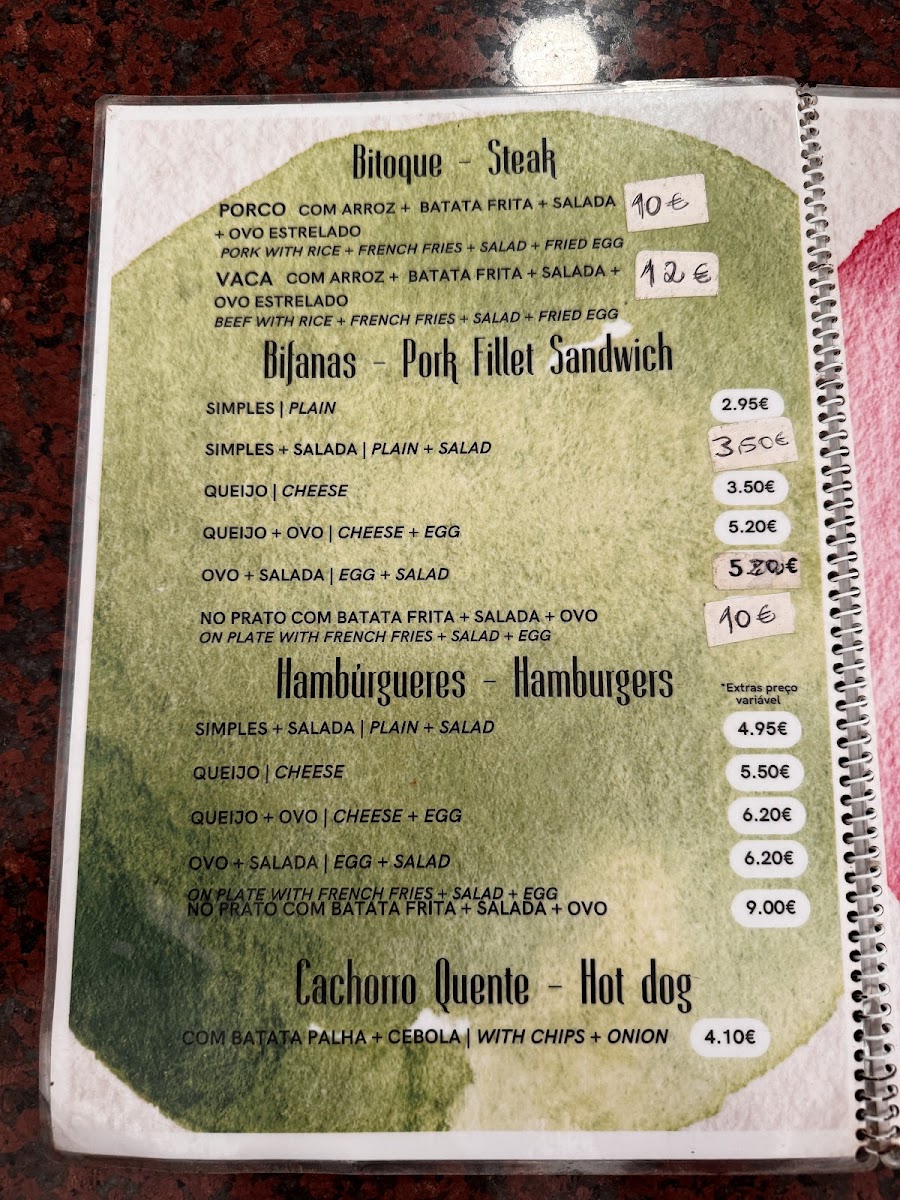 Bitoque - Steak
PORCO COM ARROZ + BATATA FRITA + SALADA 10€
+ OVO ESTRELADO
PORK WITH RICE + FRENCH FRIES + SALAD + FRIED EGG
VACA COM ARROZ + BATATA FRITA + SALADA + 12€
OVO ESTRELADO
BEEF WITH RICE + FRENCH FRIES + SALAD + FRIED EGG
Bifanas - Pork Fillet Sandwich
SIMPLES | PLAIN 2.95€
SIMPLES + SALADA | PLAIN + SALAD 3,50€
QUEIJO | CHEESE 3.50€
QUEIJO + OVO | CHEESE + EGG 5.20€
OVO + SALADA | EGG + SALAD 5.20€
NO PRATO COM BATATA FRITA + SALADA + OVO 10€
ON PLATE WITH FRENCH FRIES + SALAD + EGG
Hambúrgueres - Hamburgers
*Extras preço
variável
SIMPLES + SALADA | PLAIN + SALAD 4.95€
QUEIJO | CHEESE 5.50€
QUEIJO + OVO | CHEESE + EGG 6.20€
OVO + SALADA | EGG + SALAD 6.20€
ON PLATE WITH FRENCH FRIES + SALAD + EGG
NO PRATO COM BATATA FRITA + SALADA + OVO 9.00€
Cachorro Quente - Hot dog
COM BATATA PALHA + CEBOLA | WITH CHIPS + ONION 4.10€